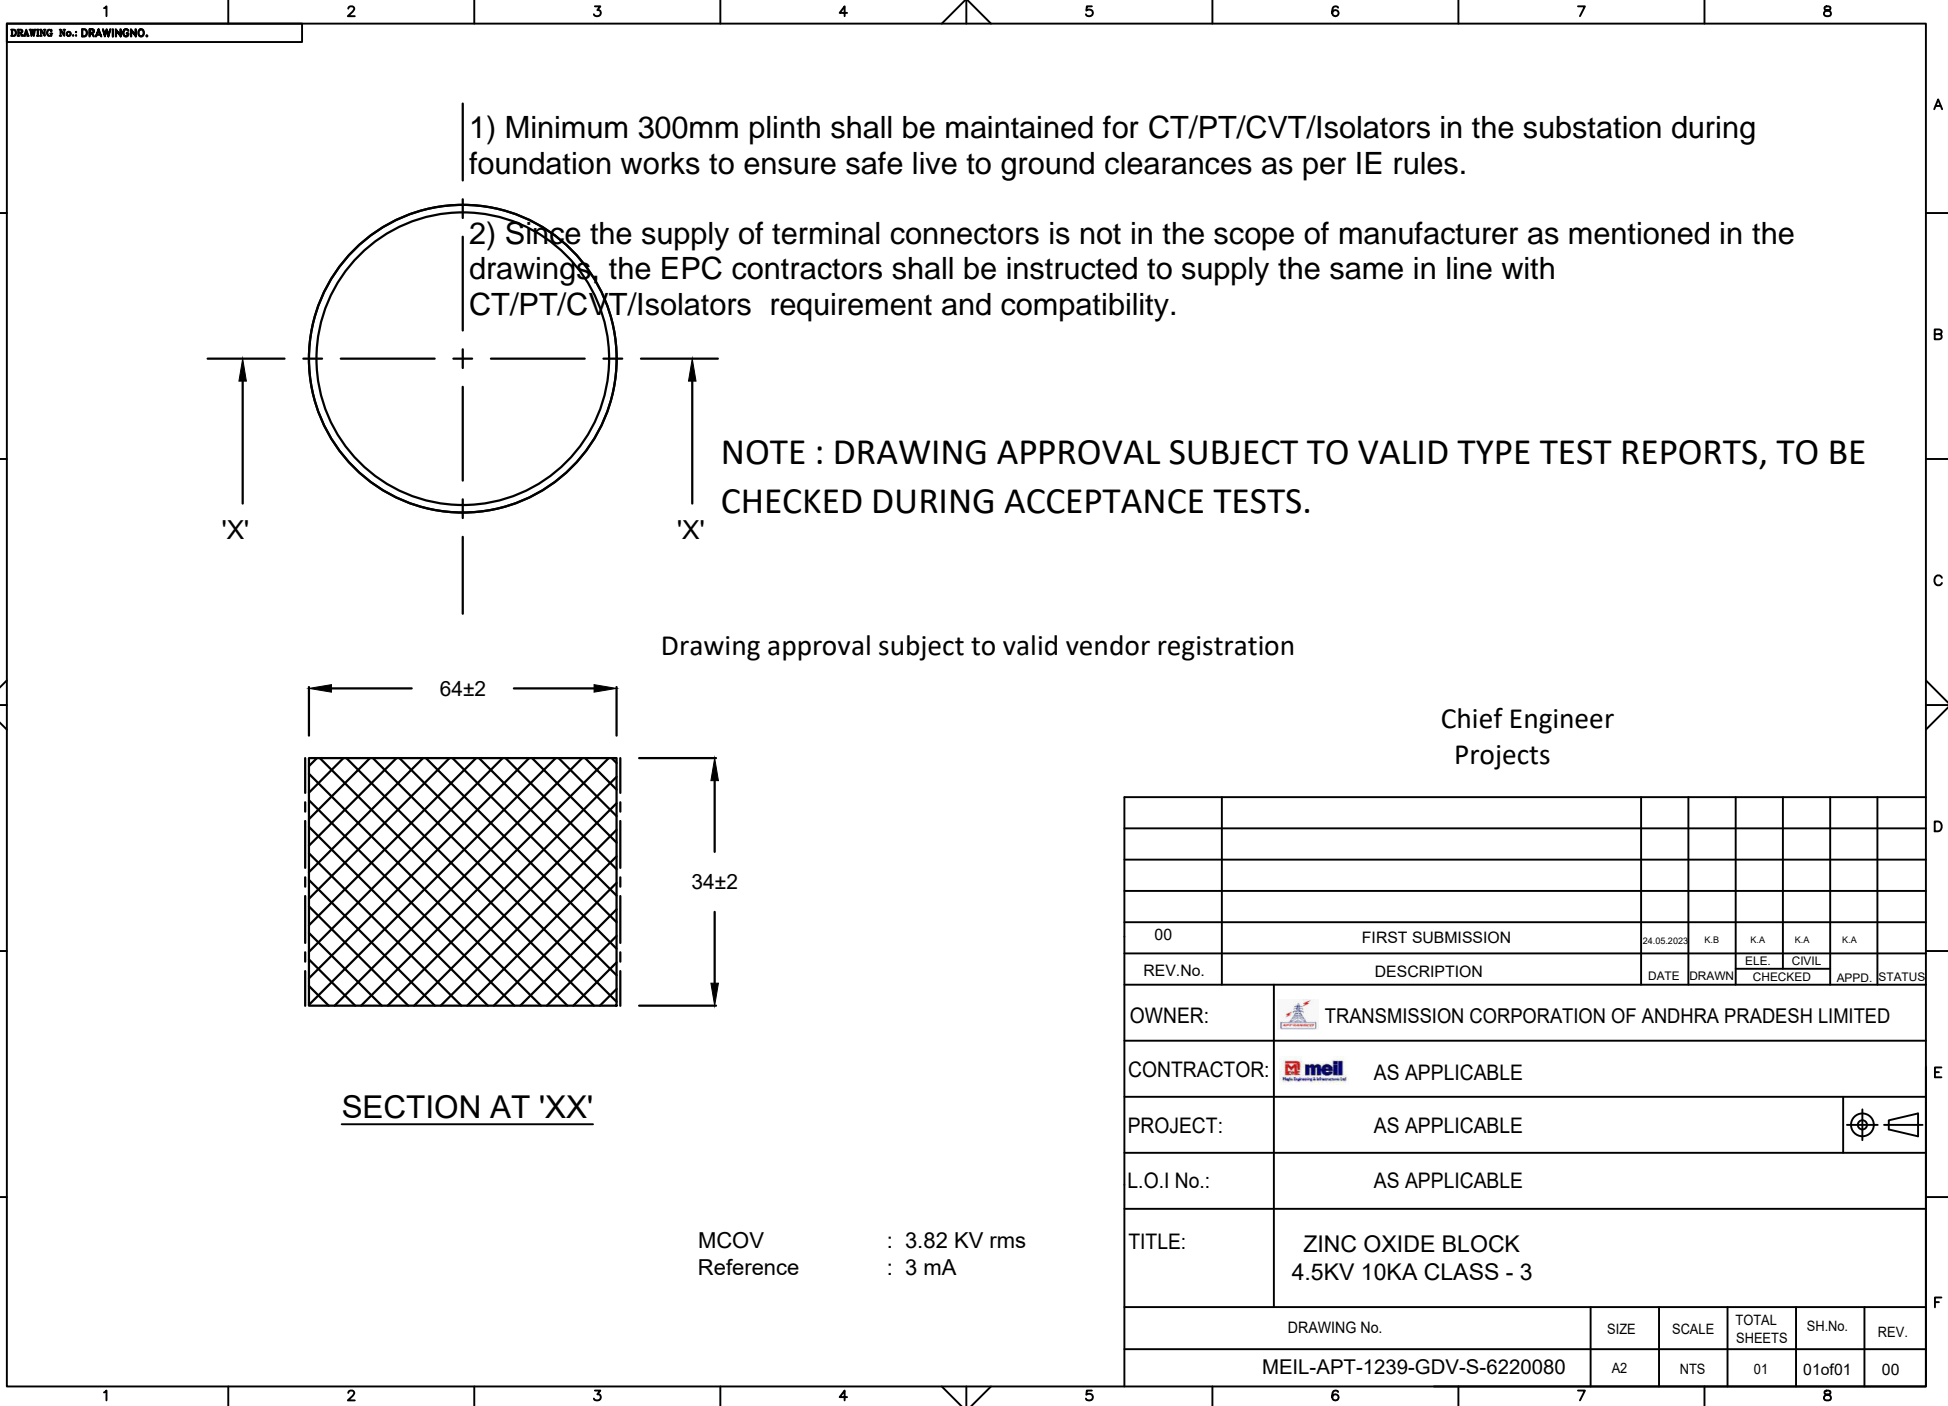 1 2 3 4 5 6 7 8
DRAWING No.: DRAWINGNO.
A
1) Minimum 300mm plinth shall be maintained for CT/PT/CVT/Isolators in the substation during
foundation works to ensure safe live to ground clearances as per IE rules.
2) Since the supply of terminal connectors is not in the scope of manufacturer as mentioned in the
drawings, the EPC contractors shall be instructed to supply the same in line with
CT/PT/CVT/Isolators requirement and compatibility.
B
NOTE : DRAWING APPROVAL SUBJECT TO VALID TYPE TEST REPORTS, TO BE
CHECKED DURING ACCEPTANCE TESTS.
'X' 'X'
C
Drawing approval subject to valid vendor registration
64±2
Chief Engineer
Projects
D
34±2
00 FIRST SUBMISSION 24.05.2023 K.B K.A K.A K.A
REV.No. DESCRIPTION DATE DRAWN ELE. CIVIL CHECKED APPD. STATUS
OWNER: TRANSMISSION CORPORATION OF ANDHRA PRADESH LIMITED
CONTRACTOR: meil AS APPLICABLE
E
SECTION AT 'XX'
PROJECT: AS APPLICABLE
L.O.I No.: AS APPLICABLE
MCOV : 3.82 KV rms
Reference : 3 mA
TITLE: ZINC OXIDE BLOCK
4.5KV 10KA CLASS - 3
F
DRAWING No. SIZE SCALE TOTAL SHEETS SH.No. REV.
MEIL-APT-1239-GDV-S-6220080 A2 NTS 01 01of01 00
1 2 3 4 5 6 7 8